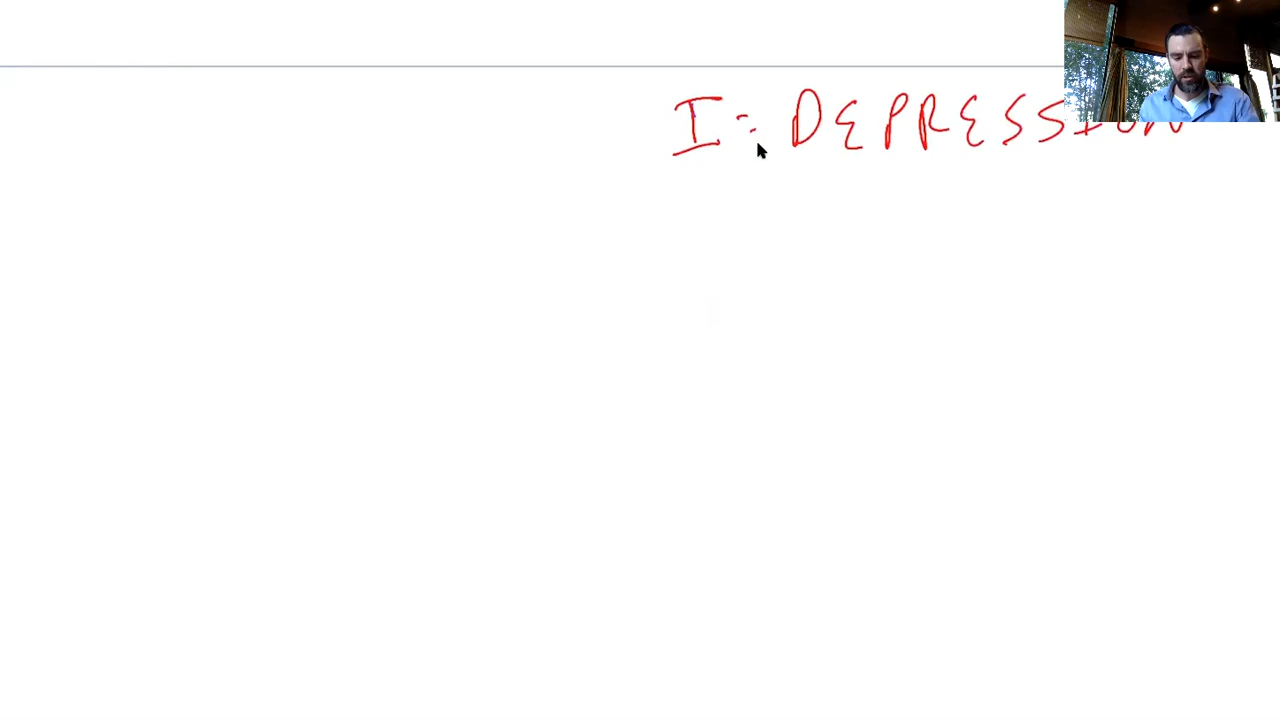 I = DEPRESSION